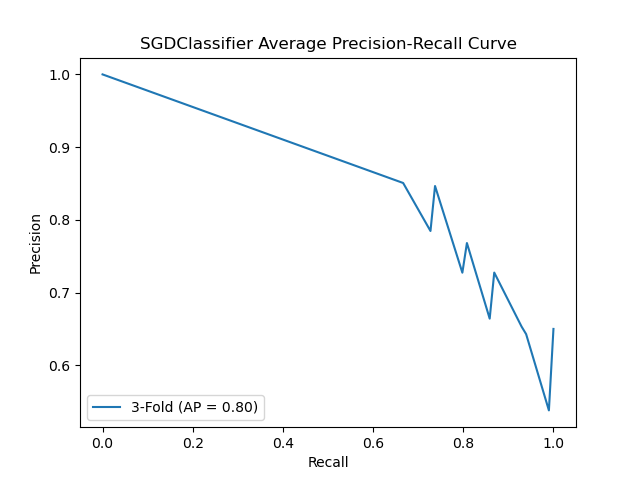 SGDClassifier Average Precision-Recall Curve
1.0
0.9
0.8
0.7
0.6
Precision
3-Fold (AP = 0.80)
0.0 0.2 0.4 0.6 0.8 1.0
Recall